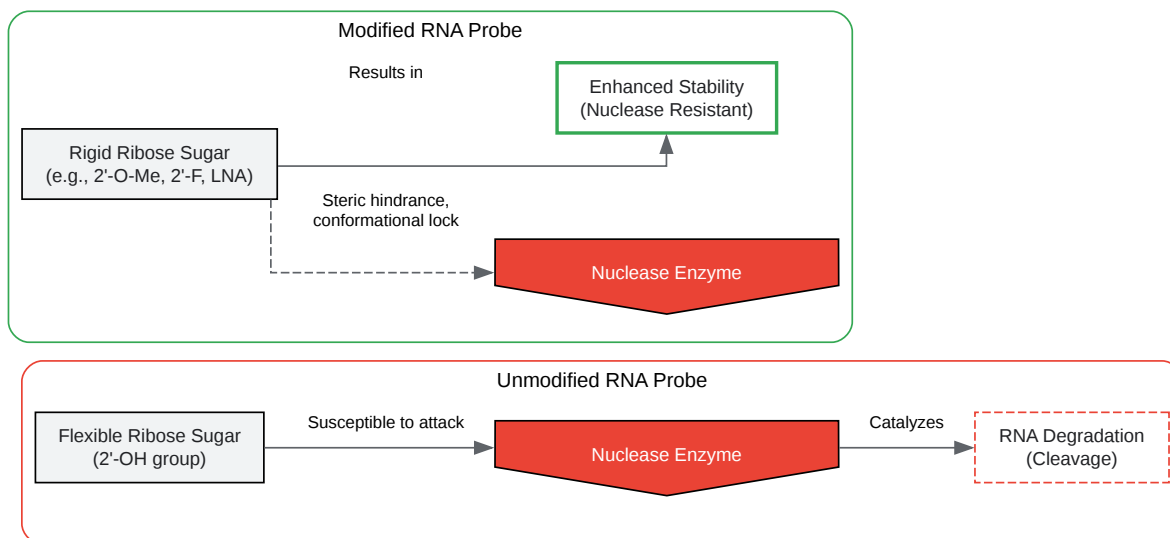 Modified RNA Probe
Results in
Enhanced Stability
(Nuclease Resistant)
Rigid Ribose Sugar
(e.g., 2'-O-Me, 2'-F, LNA)
Steric hindrance,
conformational lock
Nuclease Enzyme
Unmodified RNA Probe
Flexible Ribose Sugar
(2'-OH group)
Susceptible to attack
Nuclease Enzyme
Catalyzes
RNA Degradation
(Cleavage)